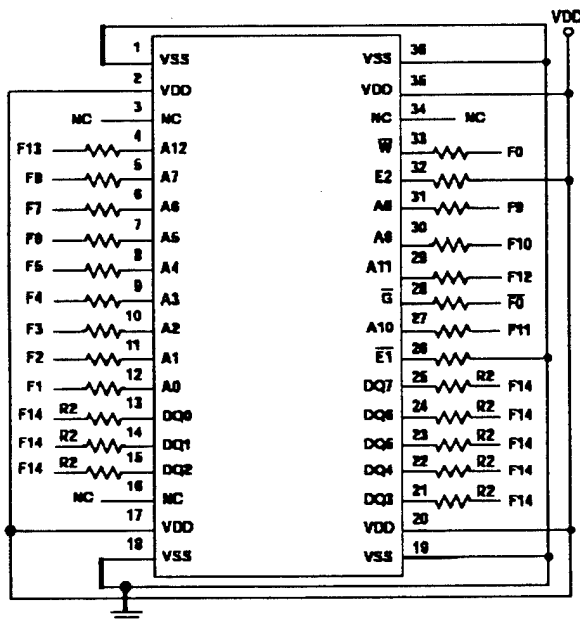 VDD
1 VSS VSS 36
2 VDD VDD 35
NC 3 NC NC 34 NC
F13 4 A12 W̅ 33 F0
F8 5 A7 E2 32
F7 6 A6 31 F9
F6 7 A5 30 F10
F5 8 A4 A11 29 F12
F4 9 A3 G̅ 28 F̅0̅
F3 10 A2 A10 27 F11
F2 11 A1 E̅1̅ 26
F1 12 A0 DQ7 25 R2 F14
F14 R2 13 DQ0 DQ6 24 R2 F14
F14 R2 14 DQ1 DQ5 23 R2 F14
F14 R2 15 DQ2 DQ4 22 R2 F14
NC 16 NC DQ3 21 R2 F14
17 VDD VDD 20
18 VSS VSS 19